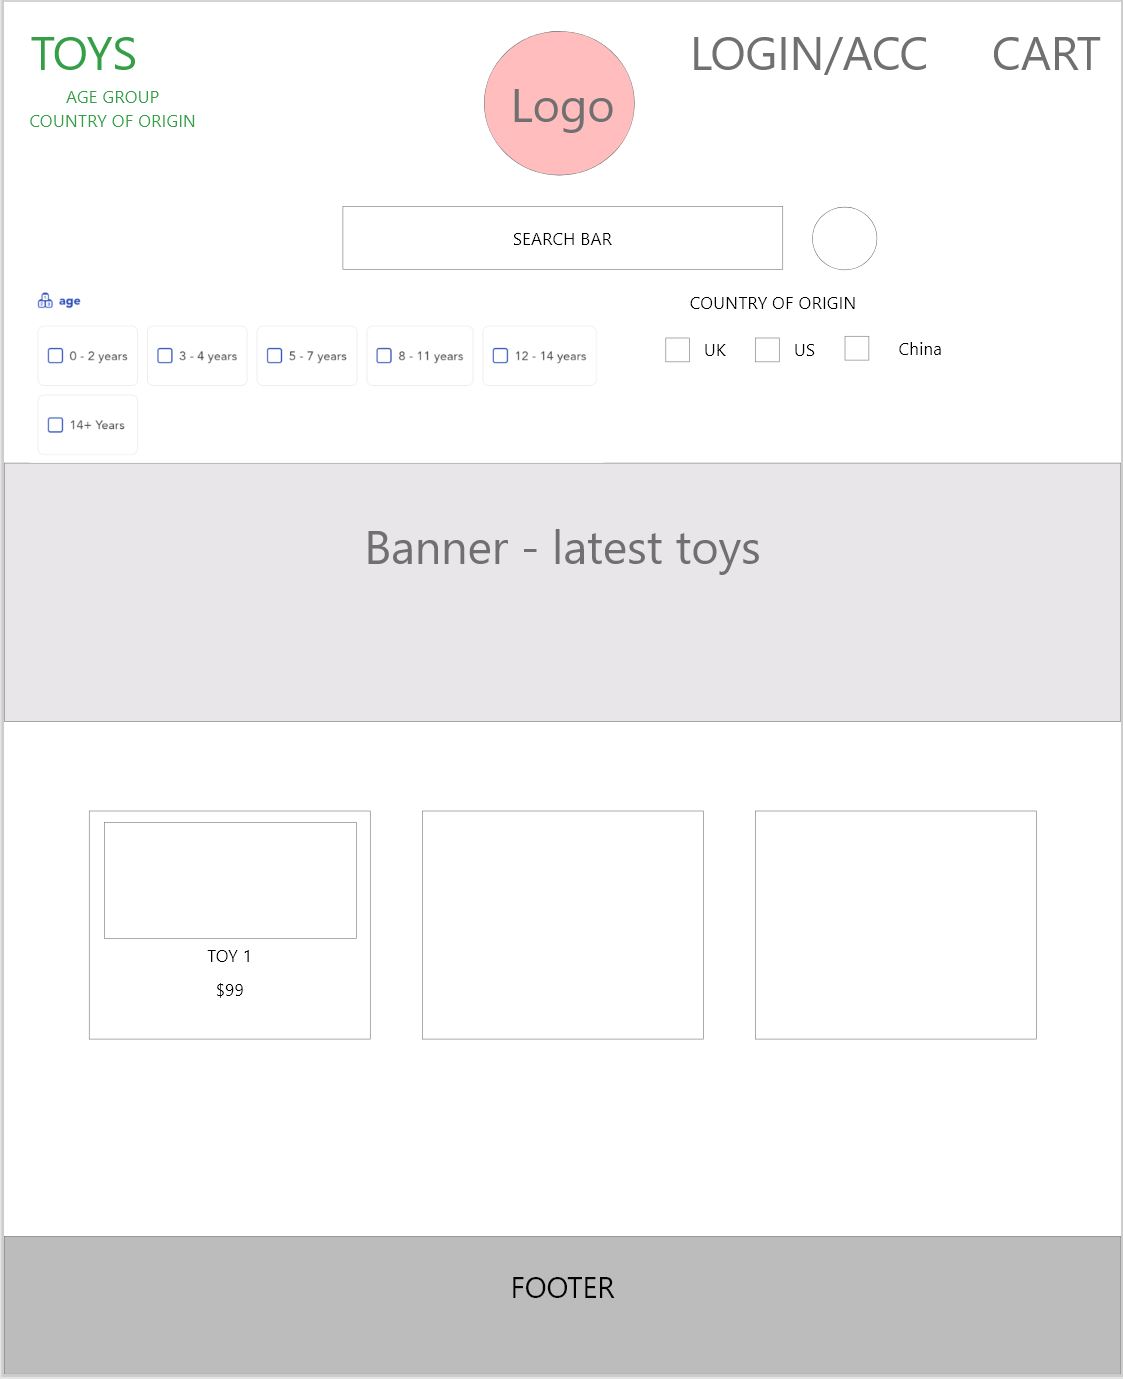 TOYS
AGE GROUP
COUNTRY OF ORIGIN
Logo
LOGIN/ACC
CART
SEARCH BAR
age
0 - 2 years
3 - 4 years
5 - 7 years
8 - 11 years
12 - 14 years
14+ Years
COUNTRY OF ORIGIN
UK
US
China
Banner - latest toys
TOY 1
$99
FOOTER